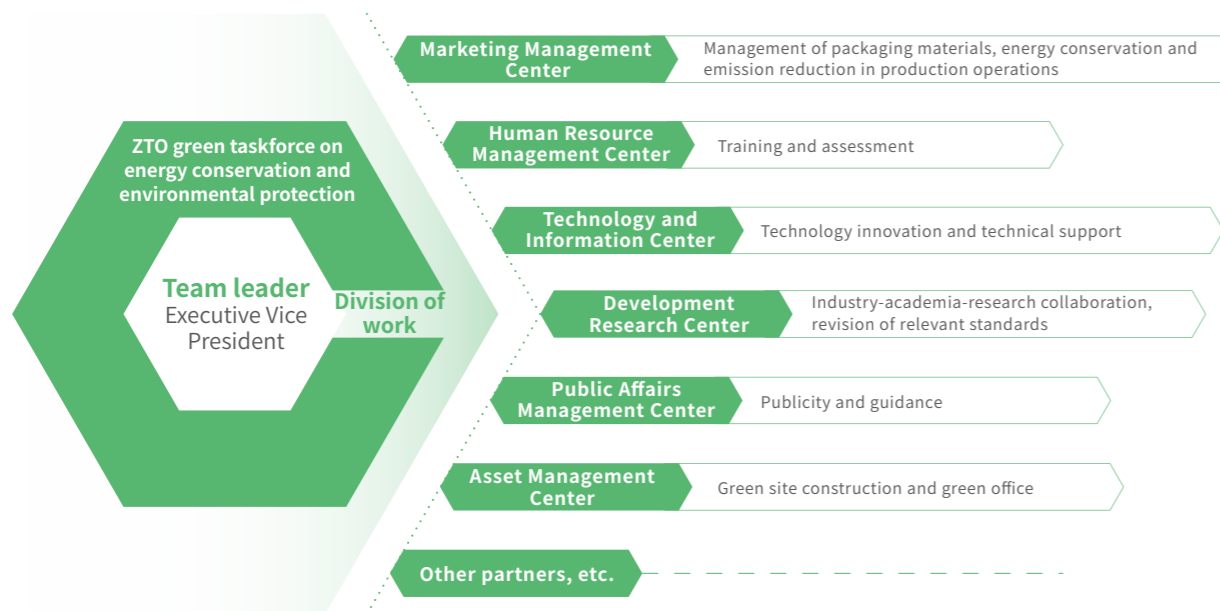 ZTO green taskforce on
energy conservation and
environmental protection
Team leader
Executive Vice
President
Division of
work
Marketing Management
Center
Management of packaging materials, energy conservation and
emission reduction in production operations
Human Resource
Management Center
Training and assessment
Technology and
Information Center
Technology innovation and technical support
Development
Research Center
Industry-academia-research collaboration,
revision of relevant standards
Public Affairs
Management Center
Publicity and guidance
Asset Management
Center
Green site construction and green office
Other partners, etc.